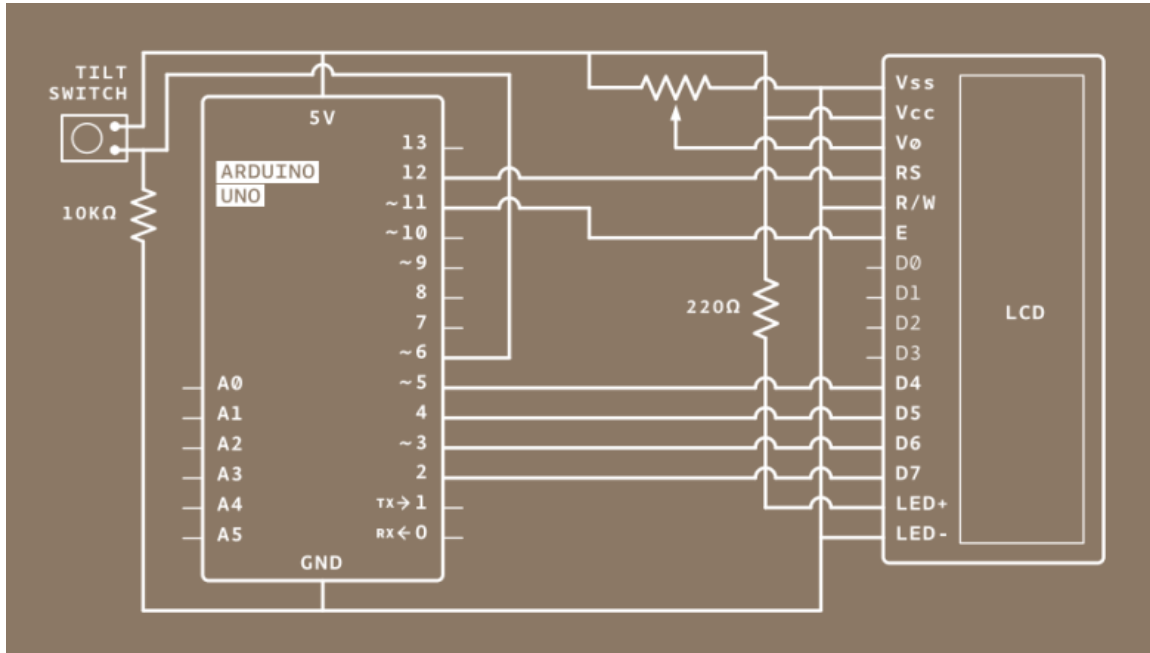 TILT
SWITCH
10KΩ
5V
ARDUINO
UNO
13
12
~11
~10
~9
8
7
~6
~5
4
~3
2
TX→1
RX←0
A0
A1
A2
A3
A4
A5
GND
220Ω
Vss
Vcc
Vø
RS
R/W
E
D0
D1
D2
D3
D4
D5
D6
D7
LED+
LED-
LCD